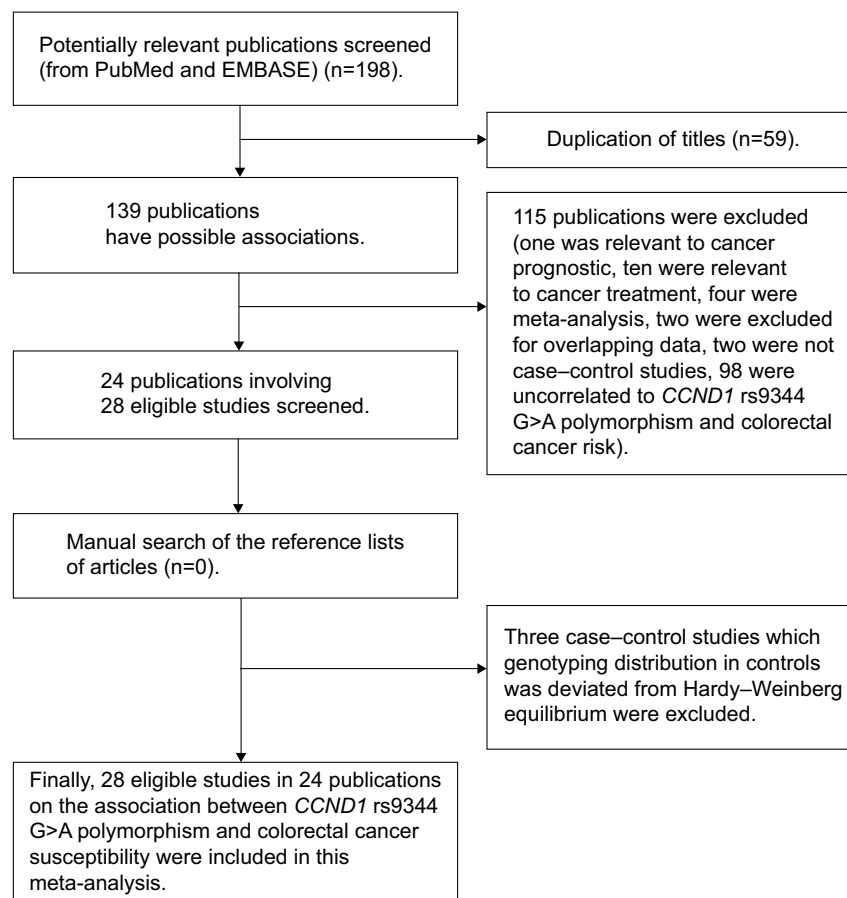 Potentially relevant publications screened
(from PubMed and EMBASE) (n=198).
Duplication of titles (n=59).
139 publications
have possible associations.
115 publications were excluded
(one was relevant to cancer
prognostic, ten were relevant
to cancer treatment, four were
meta-analysis, two were excluded
for overlapping data, two were not
case–control studies, 98 were
uncorrelated to CCND1 rs9344
G>A polymorphism and colorectal
cancer risk).
24 publications involving
28 eligible studies screened.
Manual search of the reference lists
of articles (n=0).
Three case–control studies which
genotyping distribution in controls
was deviated from Hardy–Weinberg
equilibrium were excluded.
Finally, 28 eligible studies in 24 publications
on the association between CCND1 rs9344
G>A polymorphism and colorectal cancer
susceptibility were included in this
meta-analysis.